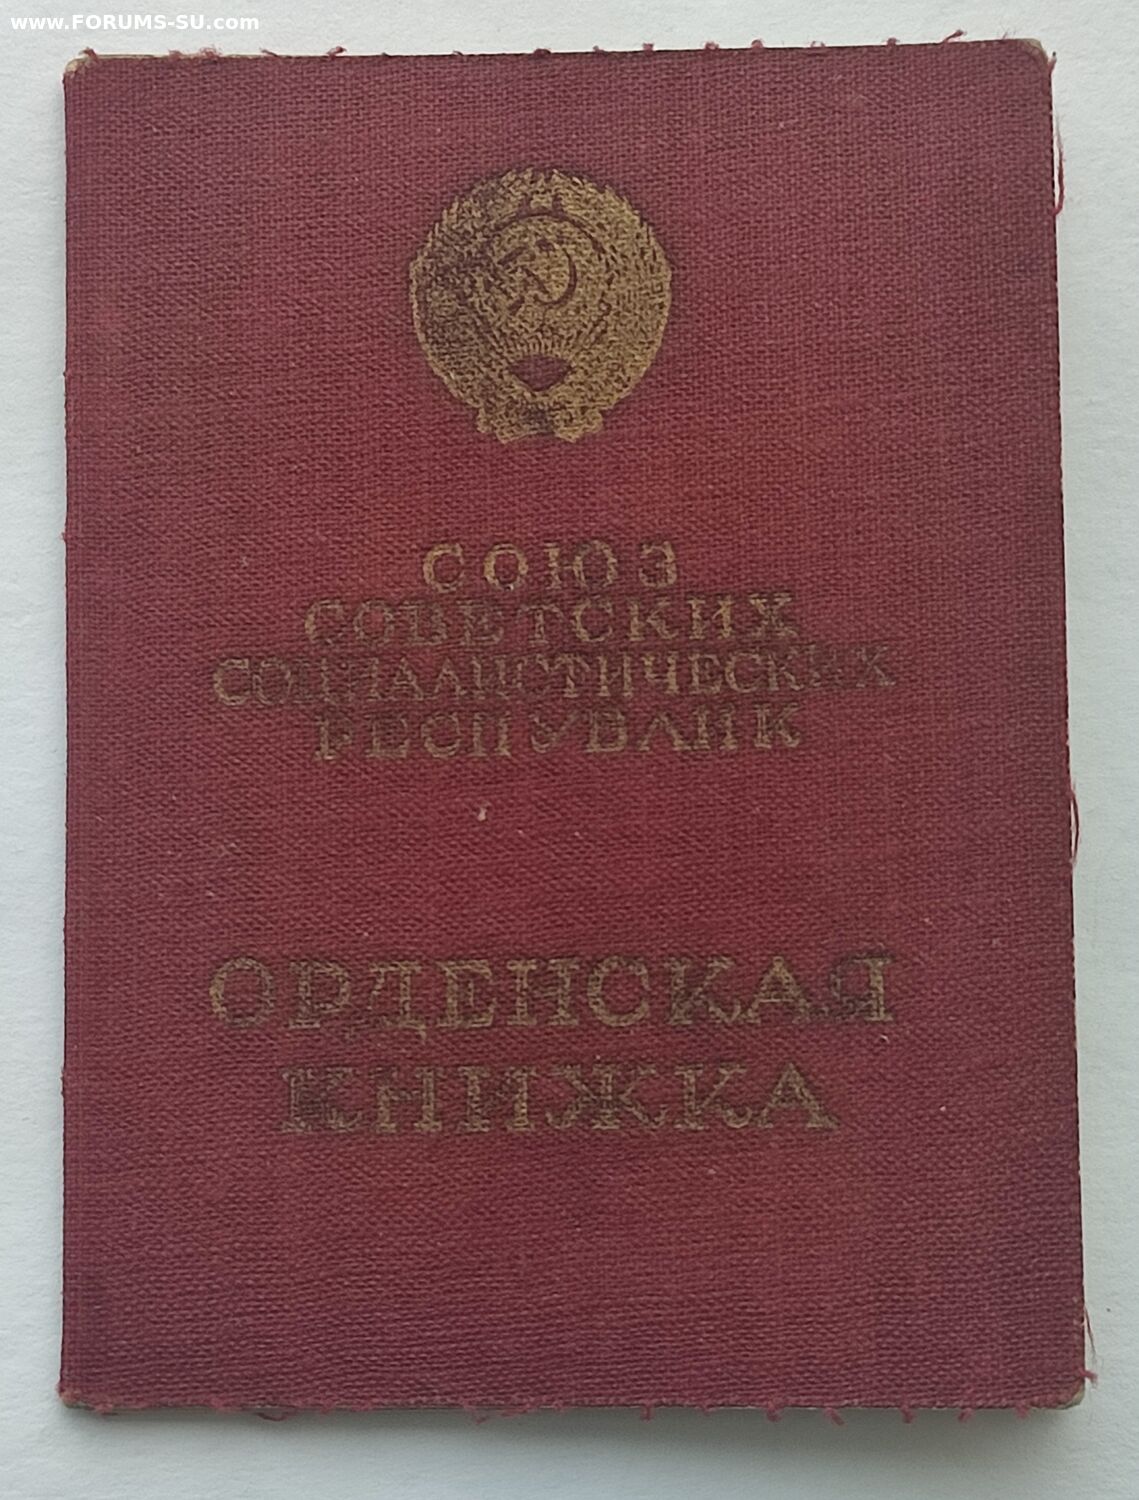 www.FORUMS-SU.com
СОЮЗ
СОВЕТСКИХ
СОЦИАЛИСТИЧЕСКИХ
РЕСПУБЛИК
ОРДЕНСКАЯ
КНИЖКА